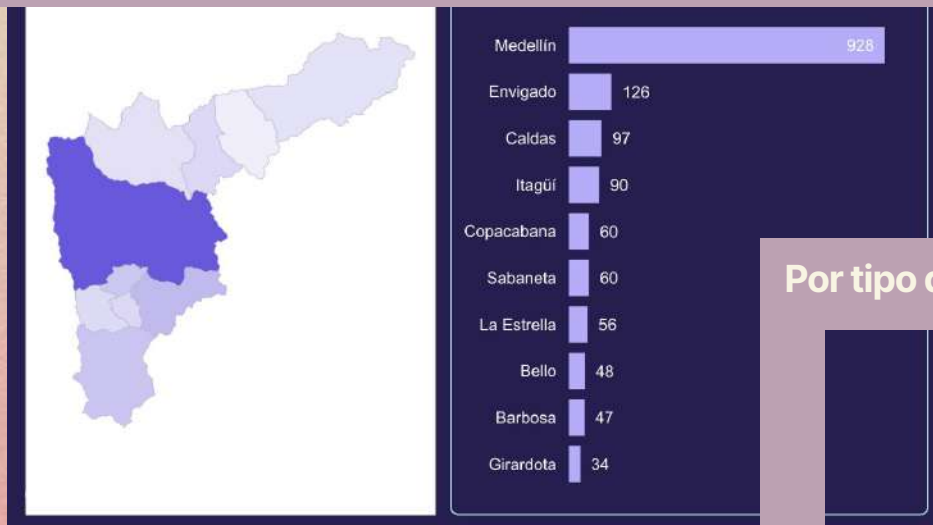 Medellín 928
Envigado 126
Caldas 97
Itagüí 90
Copacabana 60
Sabaneta 60
La Estrella 56
Bello 48
Barbosa 47
Girardota 34
Por tipo